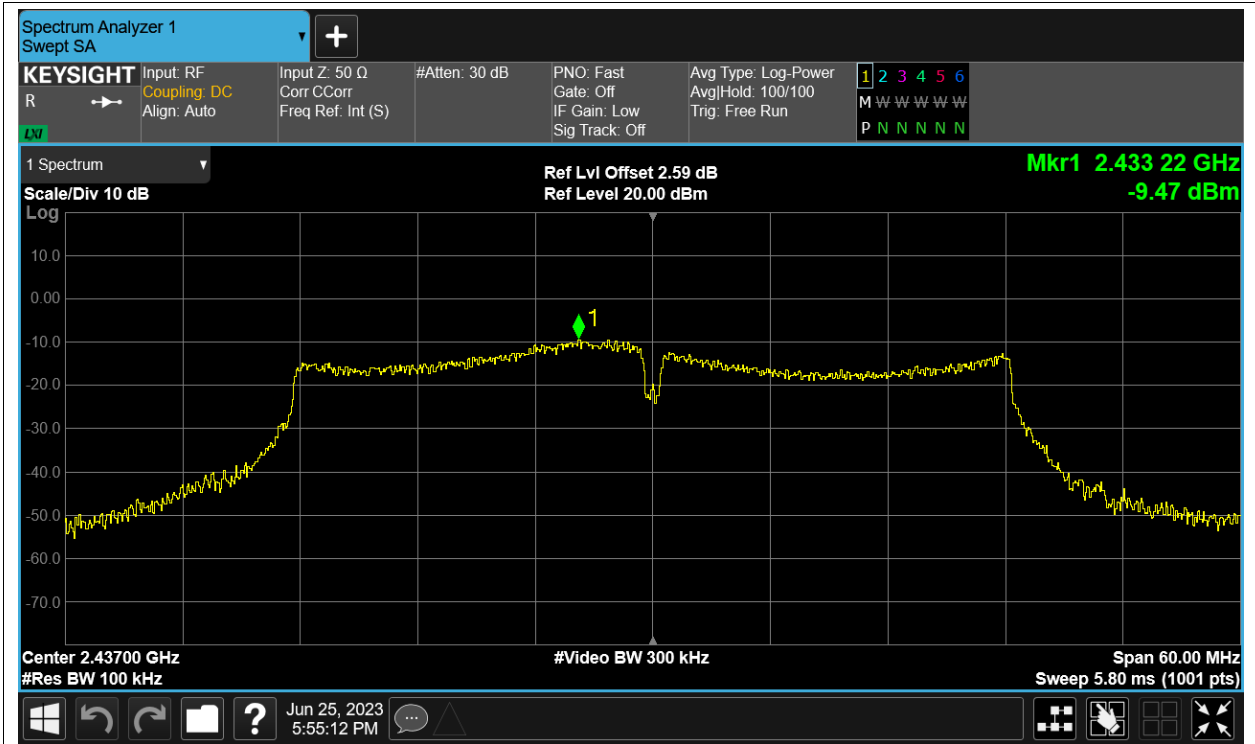 Spectrum Analyzer 1
Swept SA
+
KEYSIGHT
R
LXI
Input: RF
Coupling: DC
Align: Auto
Input Z: 50 Ω
Corr CCorr
Freq Ref: Int (S)
#Atten: 30 dB
PNO: Fast
Gate: Off
IF Gain: Low
Sig Track: Off
Avg Type: Log-Power
Avg|Hold: 100/100
Trig: Free Run
1 2 3 4 5 6
M W W W W W
P N N N N N
1 Spectrum
Scale/Div 10 dB
Log
Ref Lvl Offset 2.59 dB
Ref Level 20.00 dBm
Mkr1 2.433 22 GHz
-9.47 dBm
10.0
0.00
-10.0
-20.0
-30.0
-40.0
-50.0
-60.0
-70.0
1
Center 2.43700 GHz
#Res BW 100 kHz
#Video BW 300 kHz
Span 60.00 MHz
Sweep 5.80 ms (1001 pts)
?
Jun 25, 2023
5:55:12 PM